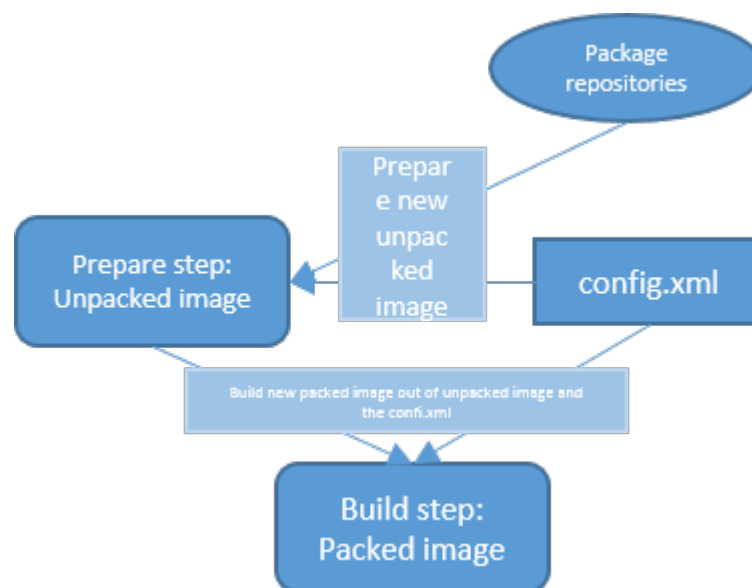 Package
repositories
Prepar
e new
unpac
ked
image
Prepare step:
Unpacked image
config.xml
Build new packed image out of unpacked image and
the confi.xml
Build step:
Packed image